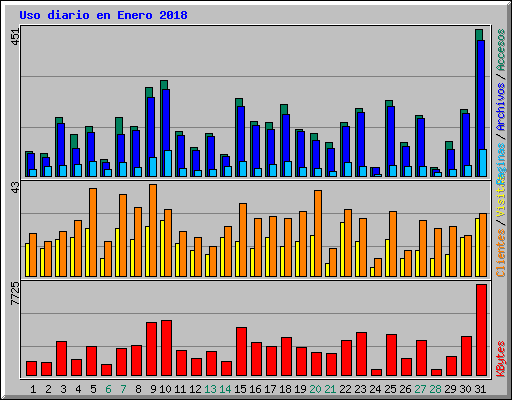 Uso diario en Enero 2018
451
43
7725
Clientes / Visitas
Páginas / Archivos / Accesos
KBytes
1 2 3 4 5 6 7 8 9 10 11 12 13 14 15 16 17 18 19 20 21 22 23 24 25 26 27 28 29 30 31